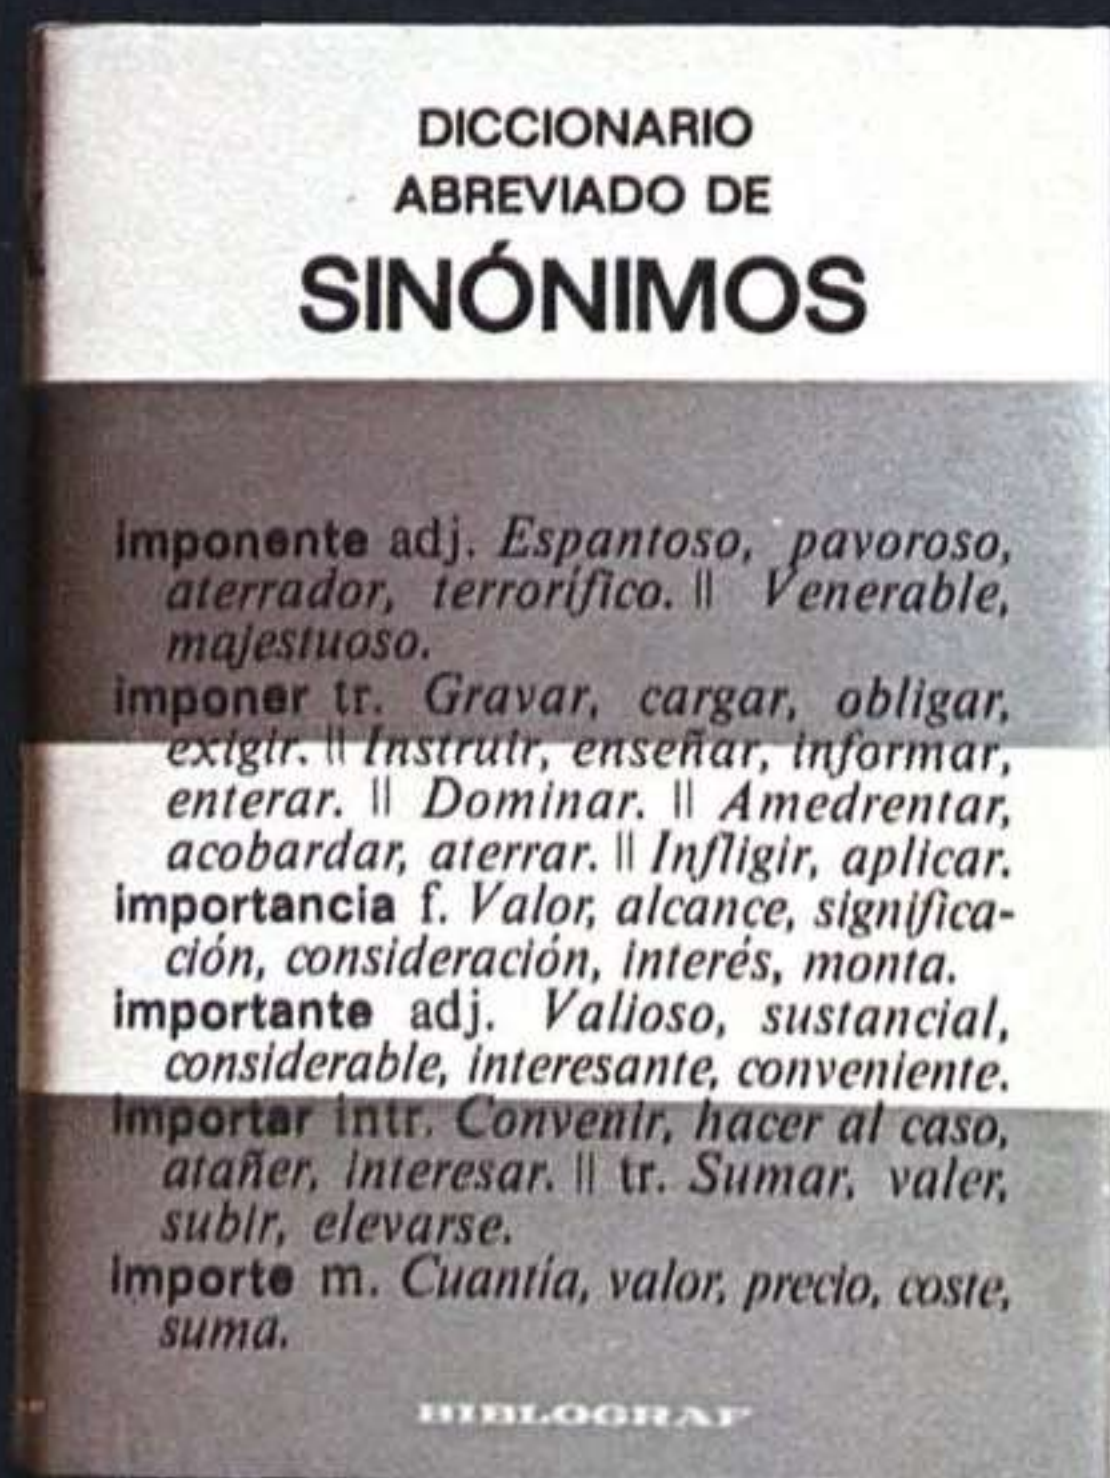 DICCIONARIO
ABREVIADO DE
SINÓNIMOS
imponente adj. Espantoso, pavoroso,
aterrador, terrorífico. || Venerable,
majestuoso.
imponer tr. Gravar, cargar, obligar,
exigir. || Instruir, enseñar, informar,
enterar. || Dominar. || Amedrentar,
acobardar, aterrar. || Infligir, aplicar.
importancia f. Valor, alcance, significa-
ción, consideración, interés, monta.
importante adj. Valioso, sustancial,
considerable, interesante, conveniente.
importar intr. Convenir, hacer al caso,
atañer, interesar. || tr. Sumar, valer,
subir, elevarse.
importe m. Cuantía, valor, precio, coste,
suma.
BIBLOGRAF